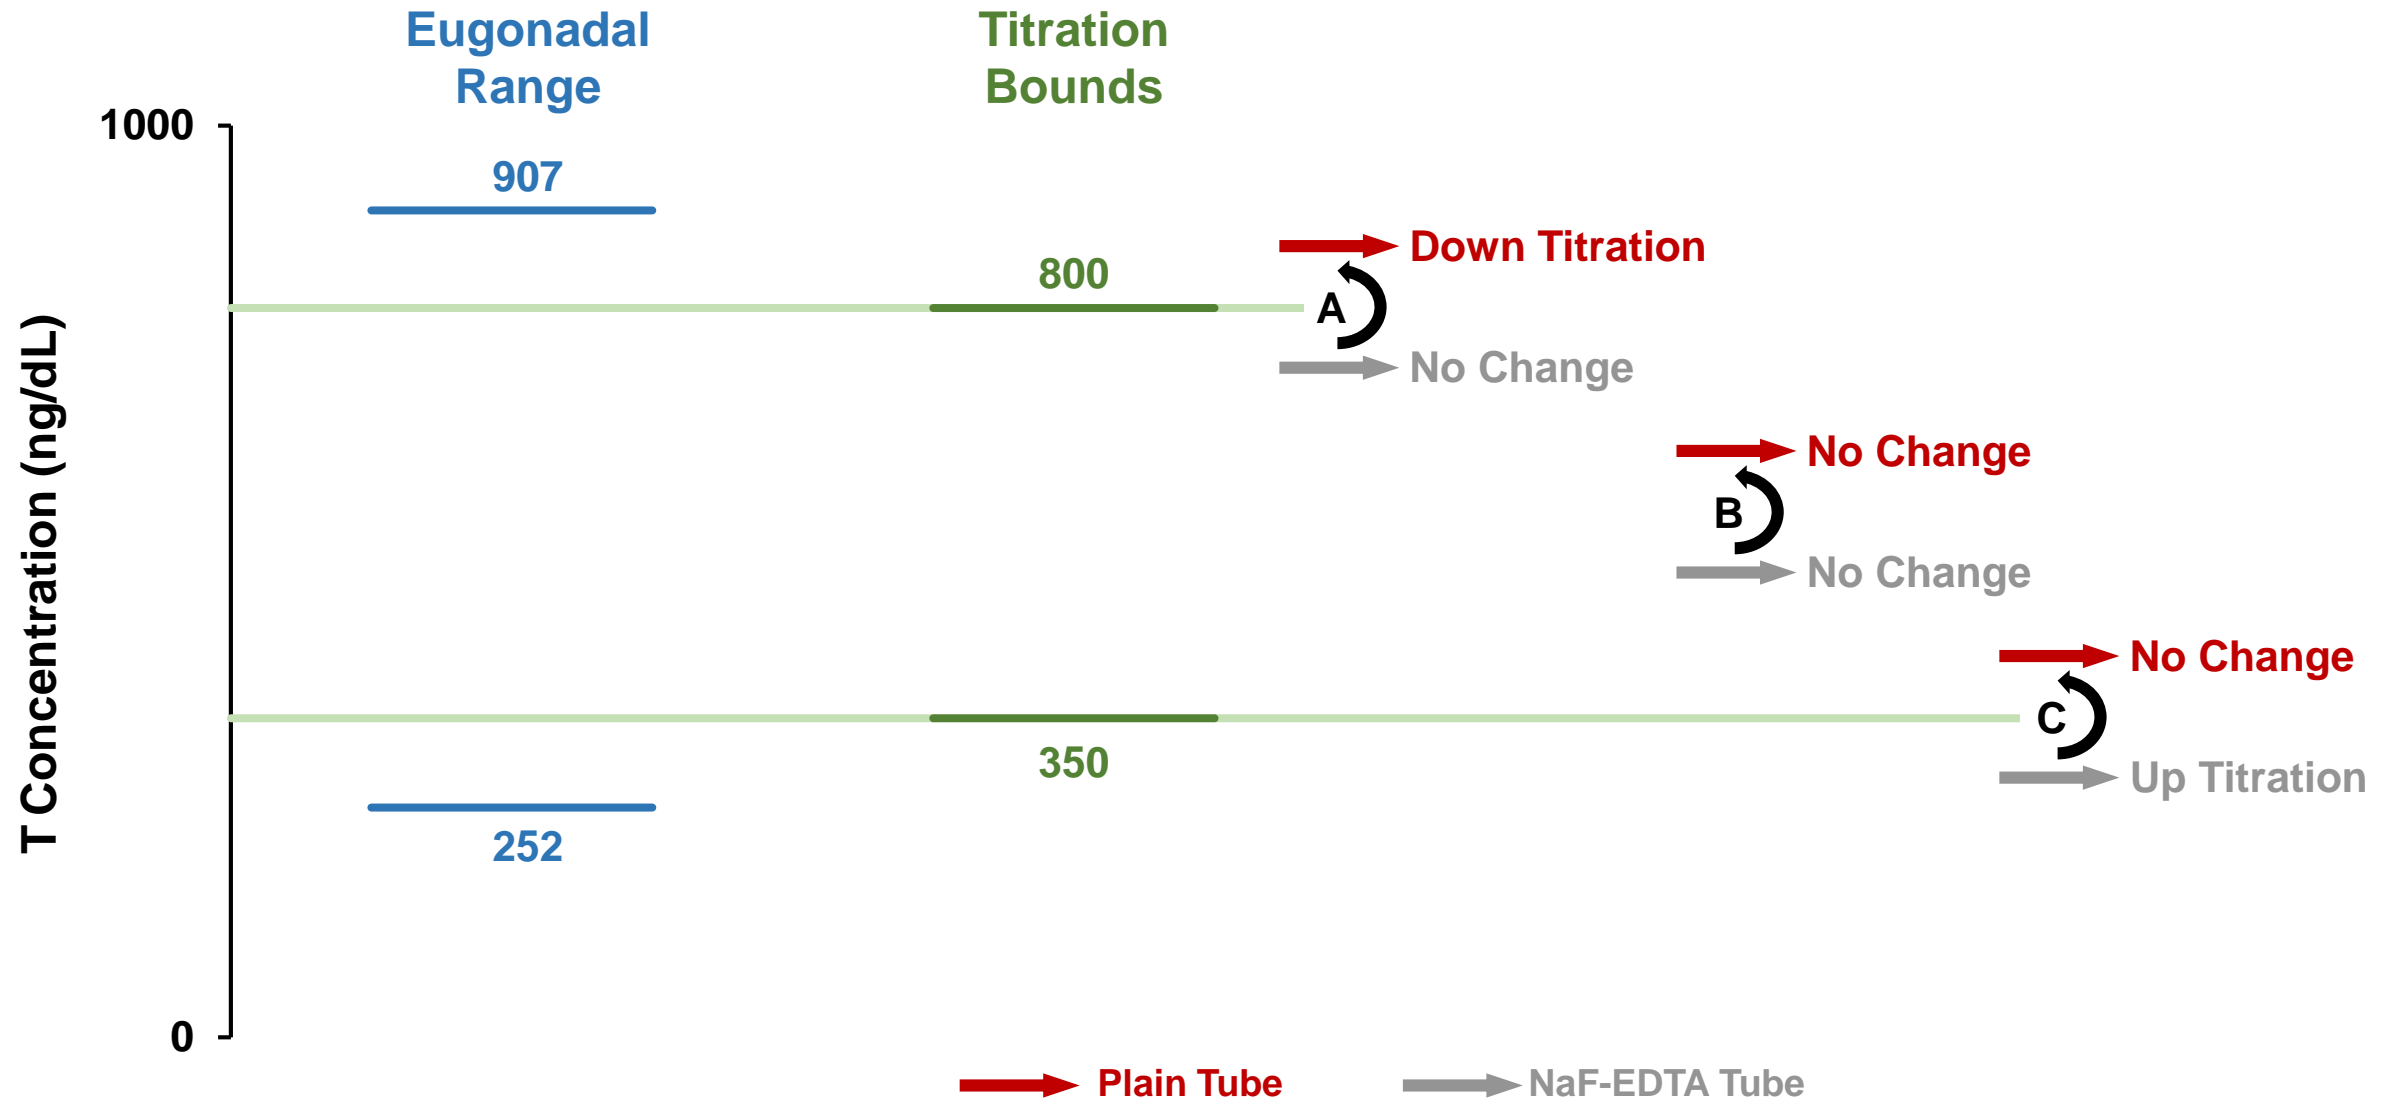 Eugonadal
Range
Titration
Bounds
1000
907
Down Titration
800
A
No Change
No Change
B
No Change
T Concentration (ng/dL)
No Change
C
350
Up Titration
252
0
Plain Tube
NaF-EDTA Tube